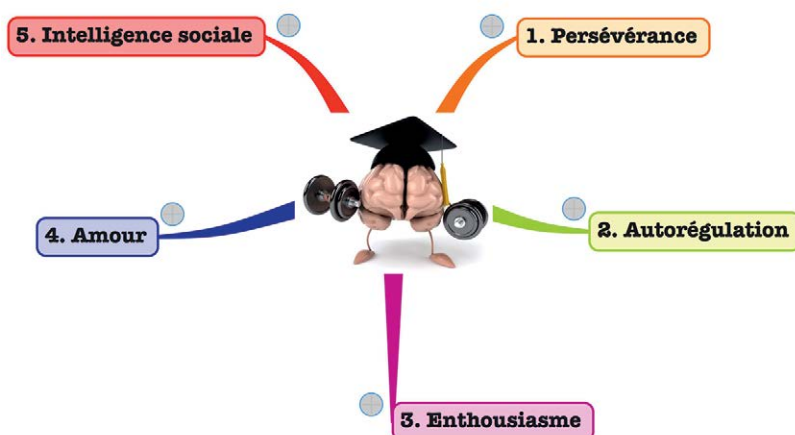 5. Intelligence sociale
1. Persévérance
4. Amour
2. Autorégulation
3. Enthousiasme